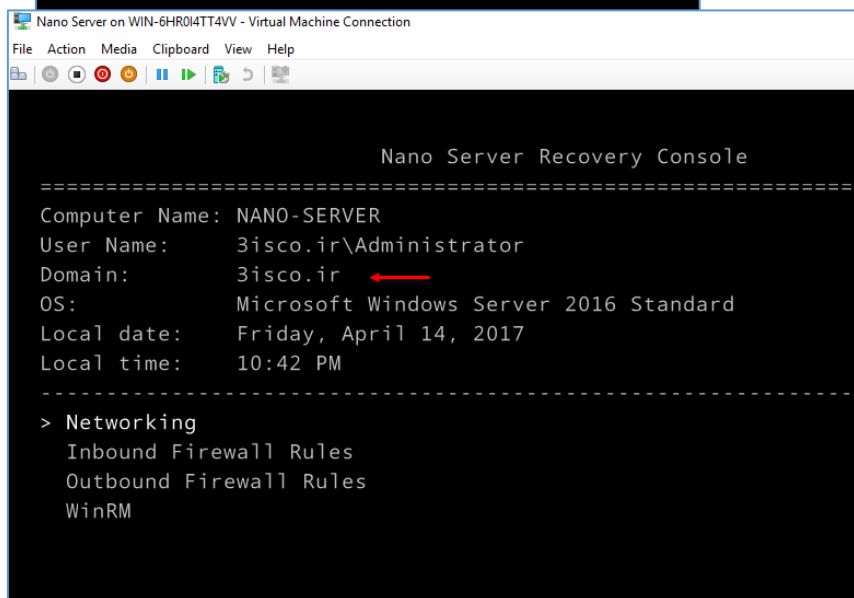 Nano Server on WIN-6HR0I4TT4VV - Virtual Machine Connection
File Action Media Clipboard View Help
Nano Server Recovery Console
================================================================
Computer Name: NANO-SERVER
User Name: 3isco.ir\Administrator
Domain: 3isco.ir
OS: Microsoft Windows Server 2016 Standard
Local date: Friday, April 14, 2017
Local time: 10:42 PM
----------------------------------------------------------------
> Networking
Inbound Firewall Rules
Outbound Firewall Rules
WinRM